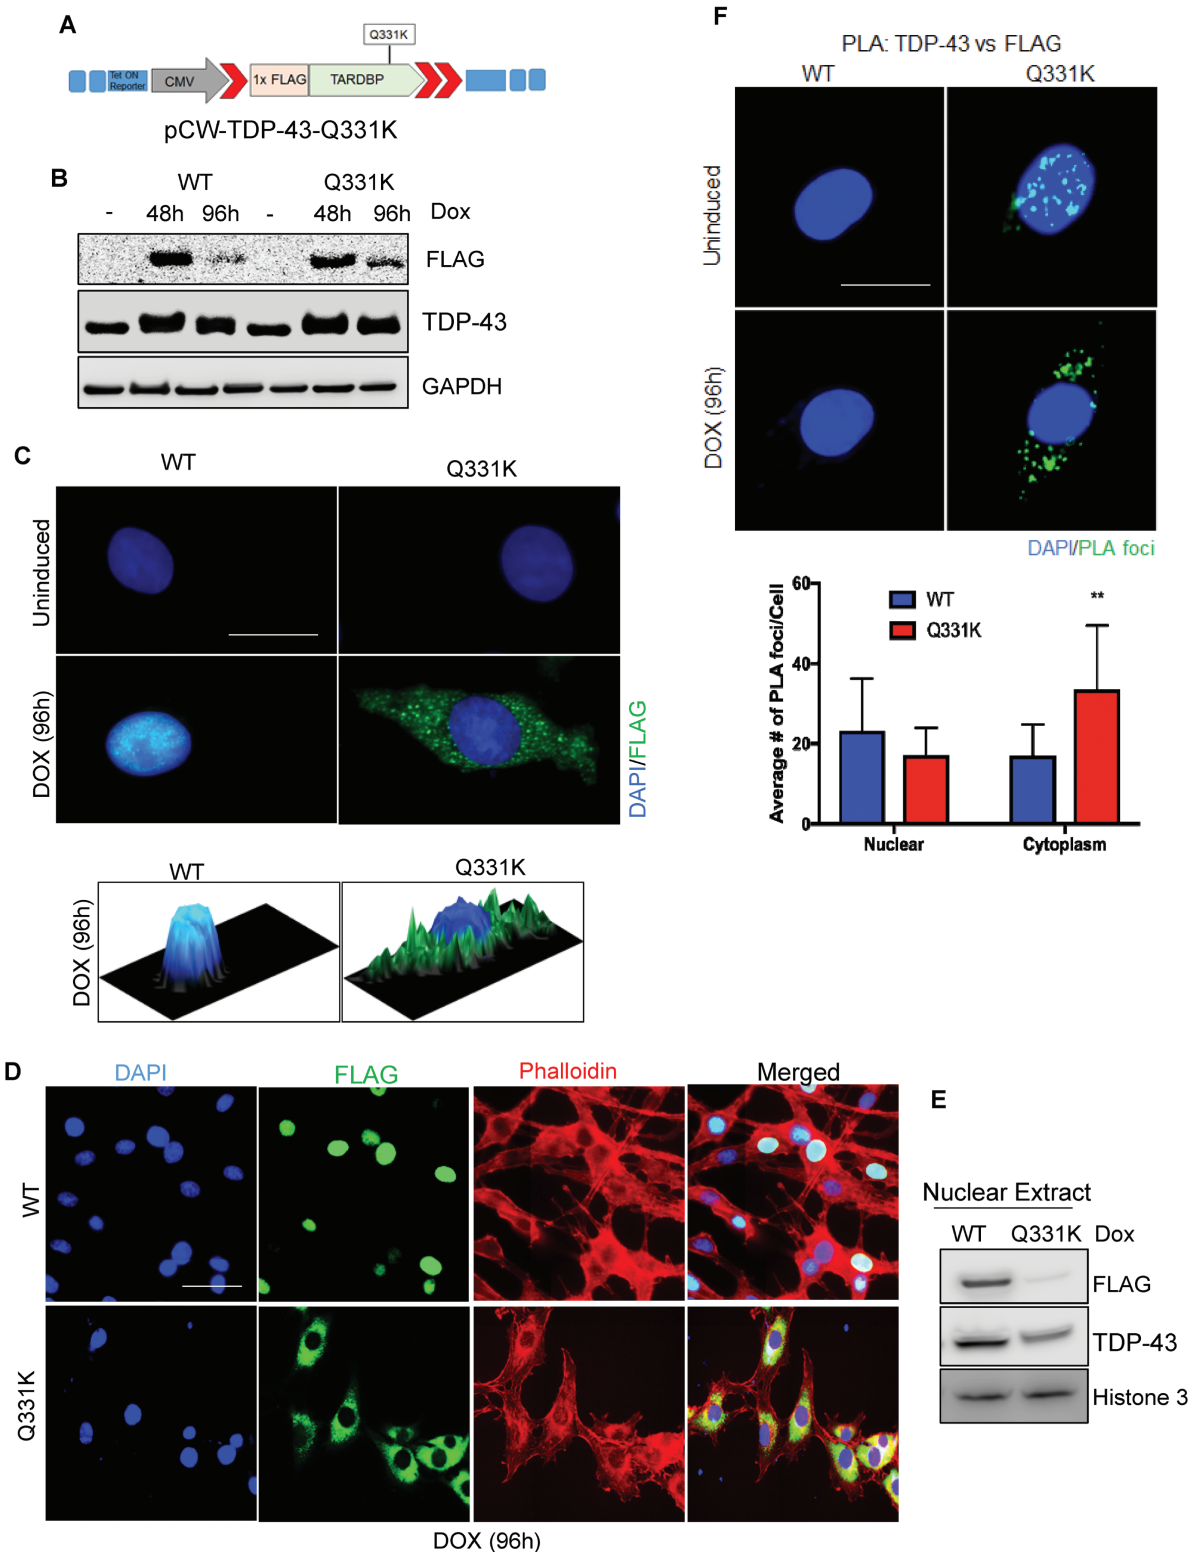 A
Q331K
Tet ON
Reporter
CMV
1x FLAG
TARDBP
pCW-TDP-43-Q331K
B
WT
Q331K
-
48h
96h
-
48h
96h
Dox
FLAG
TDP-43
GAPDH
C
WT
Q331K
Uninduced
DOX (96h)
DAPI/FLAG
WT
Q331K
DOX (96h)
D
DAPI
FLAG
Phalloidin
Merged
WT
Q331K
DOX (96h)
E
Nuclear Extract
WT
Q331K
Dox
FLAG
TDP-43
Histone 3
F
PLA: TDP-43 vs FLAG
WT
Q331K
Uninduced
DOX (96h)
DAPI/PLA foci
Average # of PLA foci/Cell
60
40
20
0
WT
Q331K
**
Nuclear
Cytoplasm